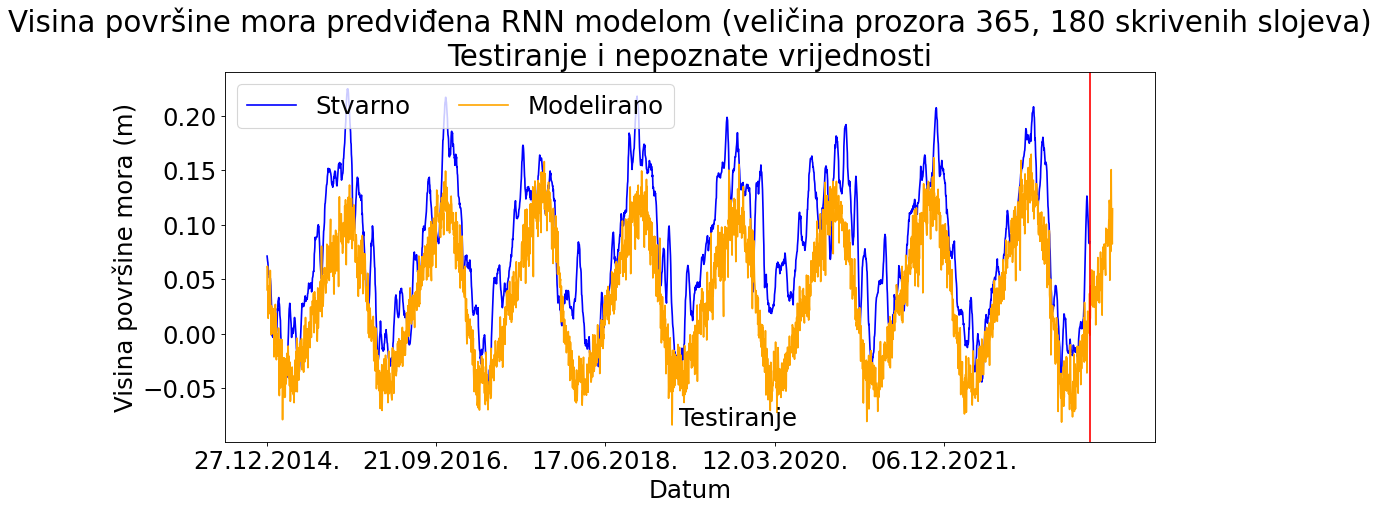 Visina površine mora predviđena RNN modelom (veličina prozora 365, 180 skrivenih slojeva)
Testiranje i nepoznate vrijednosti
Stvarno Modelirano
Visina površine mora (m)
0.20
0.15
0.10
0.05
0.00
−0.05
Testiranje
27.12.2014. 21.09.2016. 17.06.2018. 12.03.2020. 06.12.2021.
Datum